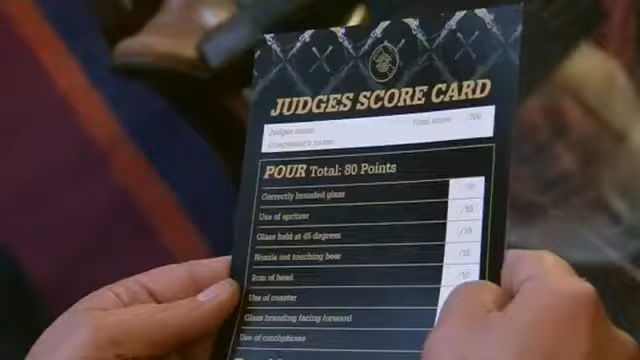 JUDGES SCORE CARD
Judges name Total score /100
Competitor's name
POUR Total: 80 Points
Correctly branded glass
Use of spritzer /10
Glass held at 45 degrees /10
Nozzle not touching beer /10
2cm of head /10
Use of coaster
Glass branding facing forward
Use of catchphrase